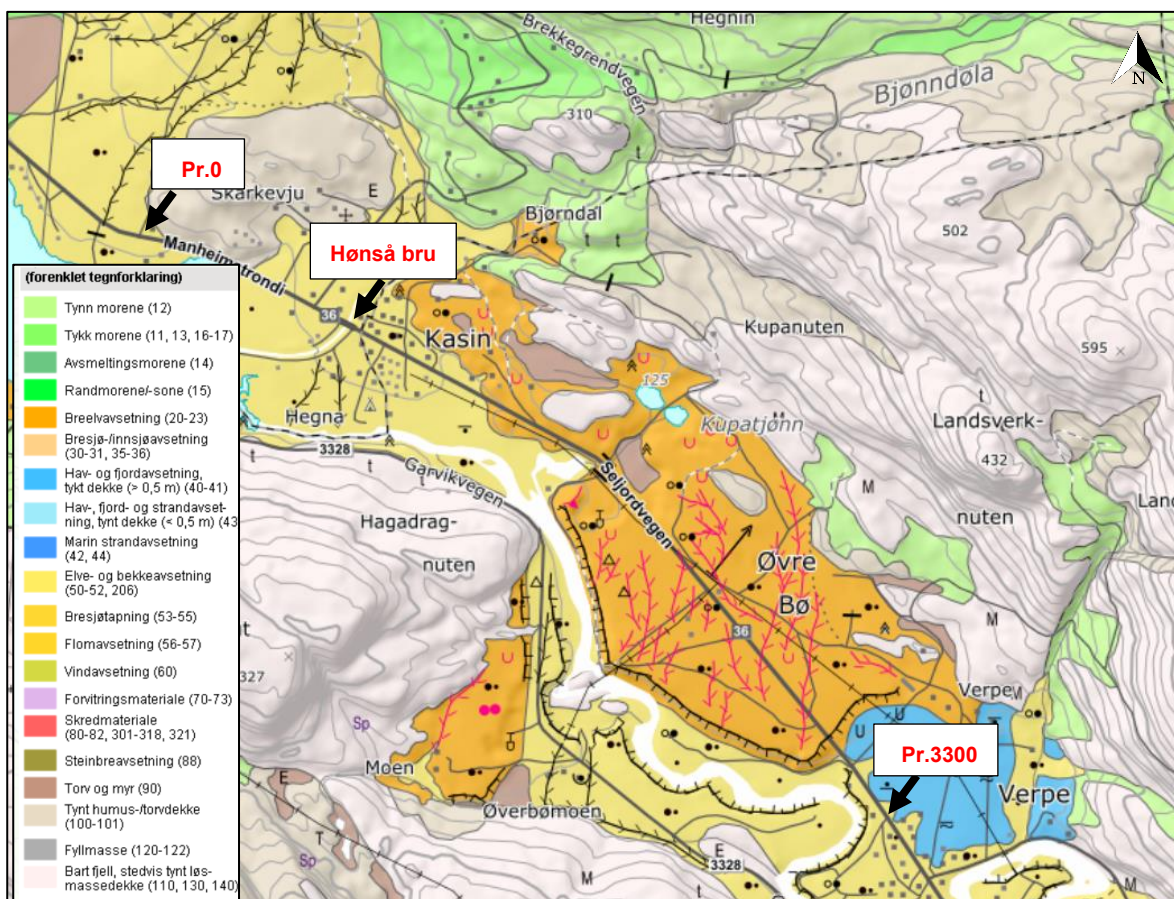 Hegnin
Brekkegrendvegen
Bjønndøla
N
310
Pr.0
Skarkevju
E
t
Bjørndal
t
t
502
Hønså bru
Manheimstrondi
36
Kasin
Kupanuten
595
125
Kupatjønn
Landsverk-
nuten
432
t
M
Hegna
3328
t
Garvikvegen
t
Seljordvegen
Hagadrag-
nuten
M
Øvre
Bø
36
327
M
Verpe
M
U
U
Sp
Pr.3300
Moen
Verpe
Øverbømoen
E
T
E
Sp
3328
M
t
M
(forenklet tegnforklaring)
Tynn morene (12)
Tykk morene (11, 13, 16-17)
Avsmeltingsmorene (14)
Randmorene/-sone (15)
Breelvavsetning (20-23)
Bresjø-/innsjøavsetning
(30-31, 35-36)
Hav- og fjordavsetning,
tykt dekke (> 0,5 m) (40-41)
Hav-, fjord- og strandavset-
ning, tynt dekke (< 0,5 m) (43
Marin strandavsetning
(42, 44)
Elve- og bekkeavsetning
(50-52, 206)
Bresjøtapning (53-55)
Flomavsetning (56-57)
Vindavsetning (60)
Forvitringsmateriale (70-73)
Skredmateriale
(80-82, 301-318, 321)
Steinbreavsetning (88)
Torv og myr (90)
Tynt humus-/torvdekke
(100-101)
Fyllmasse (120-122)
Bart fjell, stedvis tynt løs-
massedekke (110, 130, 140)